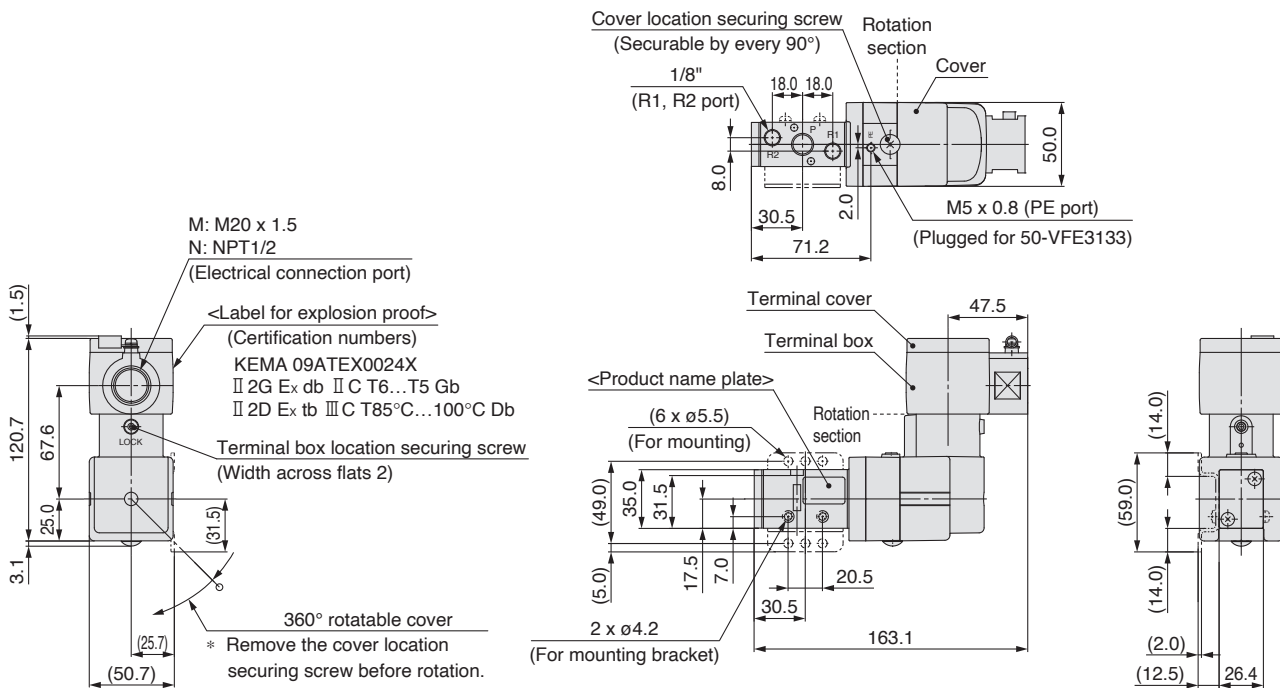 Cover location securing screw
(Securable by every 90°)
Rotation
section
Cover
1/8"
(R1, R2 port)
18.0 18.0
P
R1
R2
PE
50.0
8.0
2.0
30.5
71.2
M5 x 0.8 (PE port)
(Plugged for 50-VFE3133)
M: M20 x 1.5
N: NPT1/2
(Electrical connection port)
<Label for explosion proof>
(Certification numbers)
KEMA 09ATEX0024X
Ⅱ 2G Ex db ⅡC T6...T5 Gb
Ⅱ 2D Ex tb ⅢC T85°C...100°C Db
Terminal box location securing screw
(Width across flats 2)
LOCK
(1.5)
120.7
67.6
25.0
3.1
(31.5)
360° rotatable cover
* Remove the cover location
securing screw before rotation.
(25.7)
(50.7)
Terminal cover
Terminal box
<Product name plate>
47.5
(6 x ø5.5)
(For mounting)
Rotation
section
(49.0)
35.0
31.5
(5.0)
17.5
7.0
20.5
30.5
163.1
2 x ø4.2
(For mounting bracket)
(14.0)
(59.0)
(14.0)
(2.0)
(12.5)
26.4